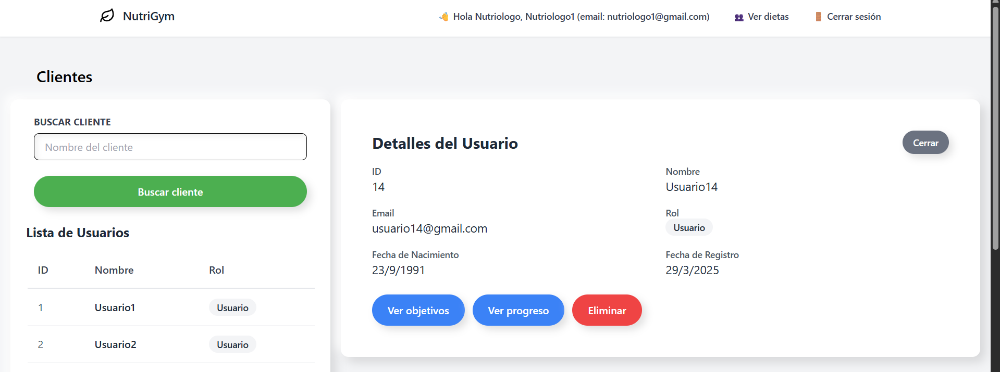 NutriGym
👋 Hola Nutriologo, Nutriologo1 (email: nutriologo1@gmail.com)
👥 Ver dietas
🚪 Cerrar sesión
Clientes
BUSCAR CLIENTE
Nombre del cliente
Buscar cliente
Lista de Usuarios
ID Nombre Rol
1 Usuario1 Usuario
2 Usuario2 Usuario
Detalles del Usuario
Cerrar
ID
14
Nombre
Usuario14
Email
usuario14@gmail.com
Rol
Usuario
Fecha de Nacimiento
23/9/1991
Fecha de Registro
29/3/2025
Ver objetivos
Ver progreso
Eliminar